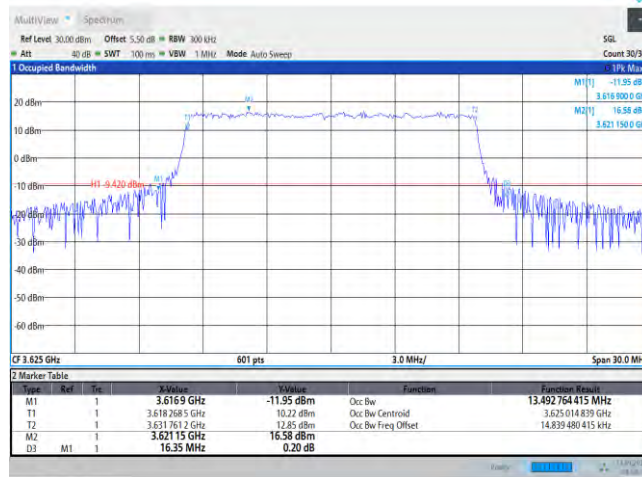 MultiView Spectrum
Ref Level 30.00 dBm Offset 5.50 dB RBW 300 kHz SGL
Att 40 dB SWT 100 ms VBW 1 MHz Mode Auto Sweep Count 30/3
1 Occupied Bandwidth 1Pk Max
M1[1] -11.95 dB
3.616 900 0 G
M2[1] 16.58 dB
3.621 150 0 G
M2
20 dBm
T1 T2
10 dBm
0 dBm
-10 dBm H1 -9.420 dBm M1 D3
-20 dBm
-30 dBm
-40 dBm
-50 dBm
-60 dBm
CF 3.625 GHz 601 pts 3.0 MHz/ Span 30.0 MH
2 Marker Table
Type Ref Trc X-Value Y-Value Function Function Result
M1 1 3.6169 GHz -11.95 dBm Occ Bw 13.492 764 415 MHz
T1 1 3.618 268 5 GHz 10.22 dBm Occ Bw Centroid 3.625 014 839 GHz
T2 1 3.631 761 2 GHz 12.85 dBm Occ Bw Freq Offset 14.839 480 415 kHz
M2 1 3.621 15 GHz 16.58 dBm
D3 M1 1 16.35 MHz 0.20 dB
Ready